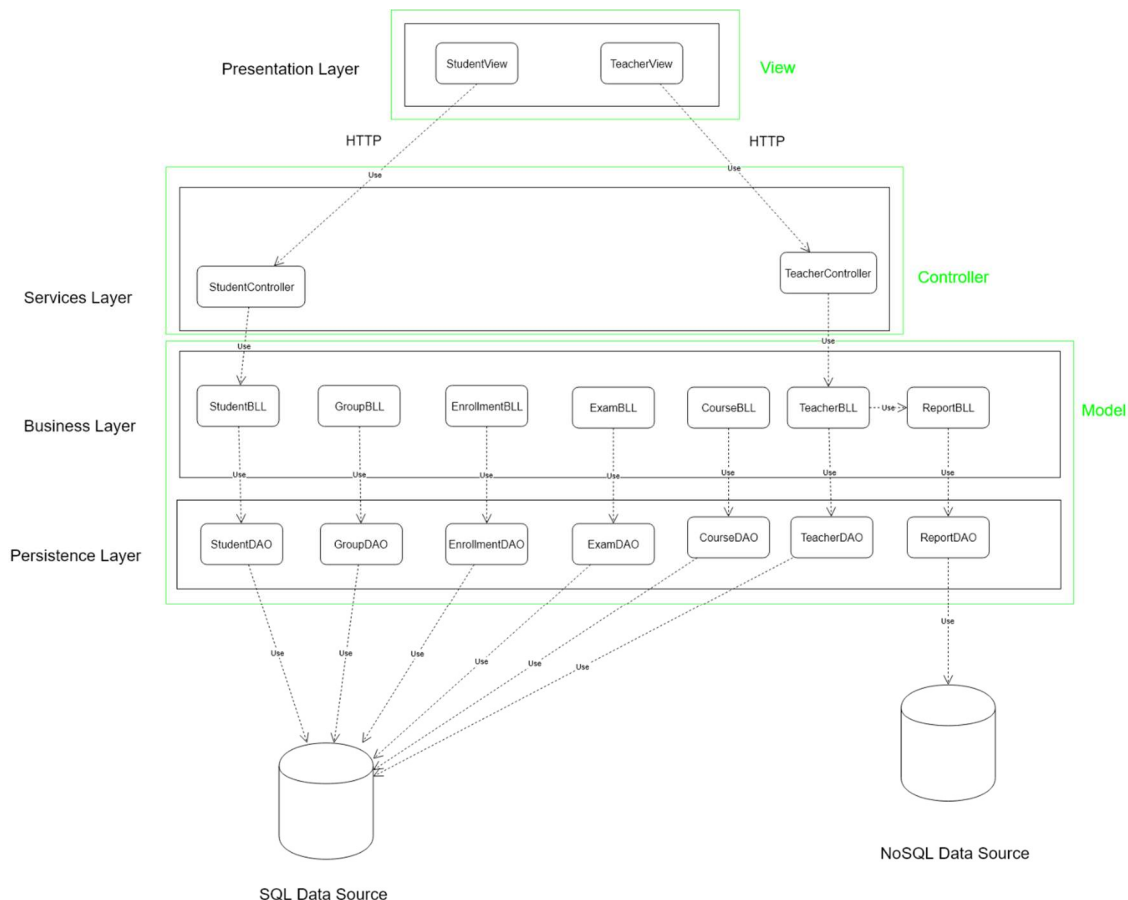 StudentView
TeacherView
Presentation Layer
View
HTTP
HTTP
Use
Use
StudentController
TeacherController
Controller
Services Layer
Use
Use
StudentBLL
GroupBLL
EnrollmentBLL
ExamBLL
CourseBLL
TeacherBLL
Use
ReportBLL
Model
Business Layer
Use
Use
Use
Use
Use
Use
Use
StudentDAO
GroupDAO
EnrollmentDAO
ExamDAO
CourseDAO
TeacherDAO
ReportDAO
Persistence Layer
Use
Use
Use
Use
Use
Use
Use
NoSQL Data Source
SQL Data Source